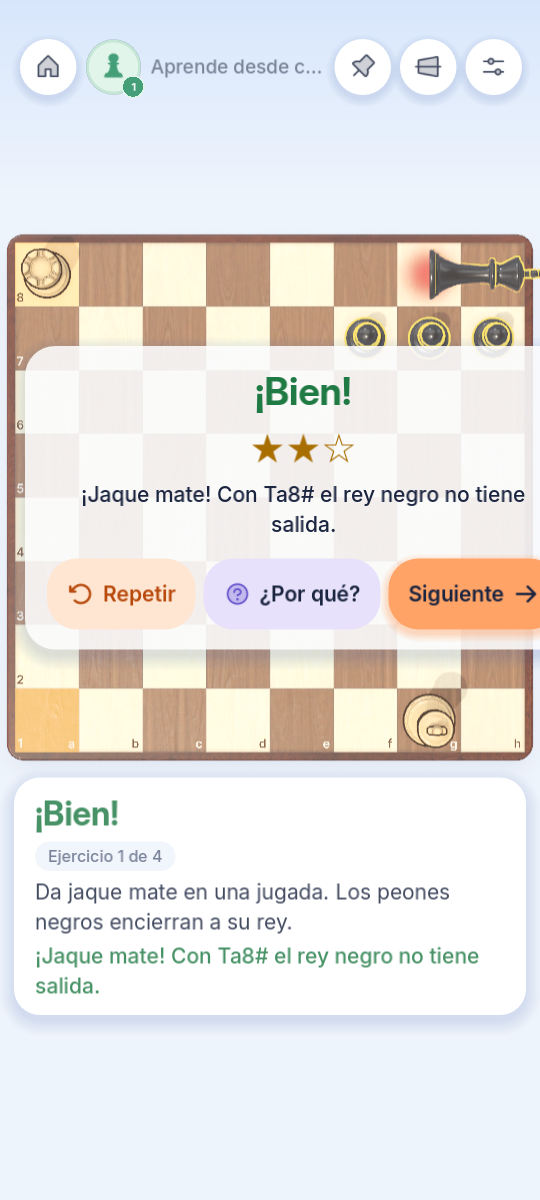 1
Aprende desde c...
8
7
6
5
4
3
2
1
a
b
c
d
e
f
g
h
¡Bien!
¡Jaque mate! Con Ta8# el rey negro no tiene
salida.
Repetir
¿Por qué?
Siguiente →
¡Bien!
Ejercicio 1 de 4
Da jaque mate en una jugada. Los peones
negros encierran a su rey.
¡Jaque mate! Con Ta8# el rey negro no tiene
salida.